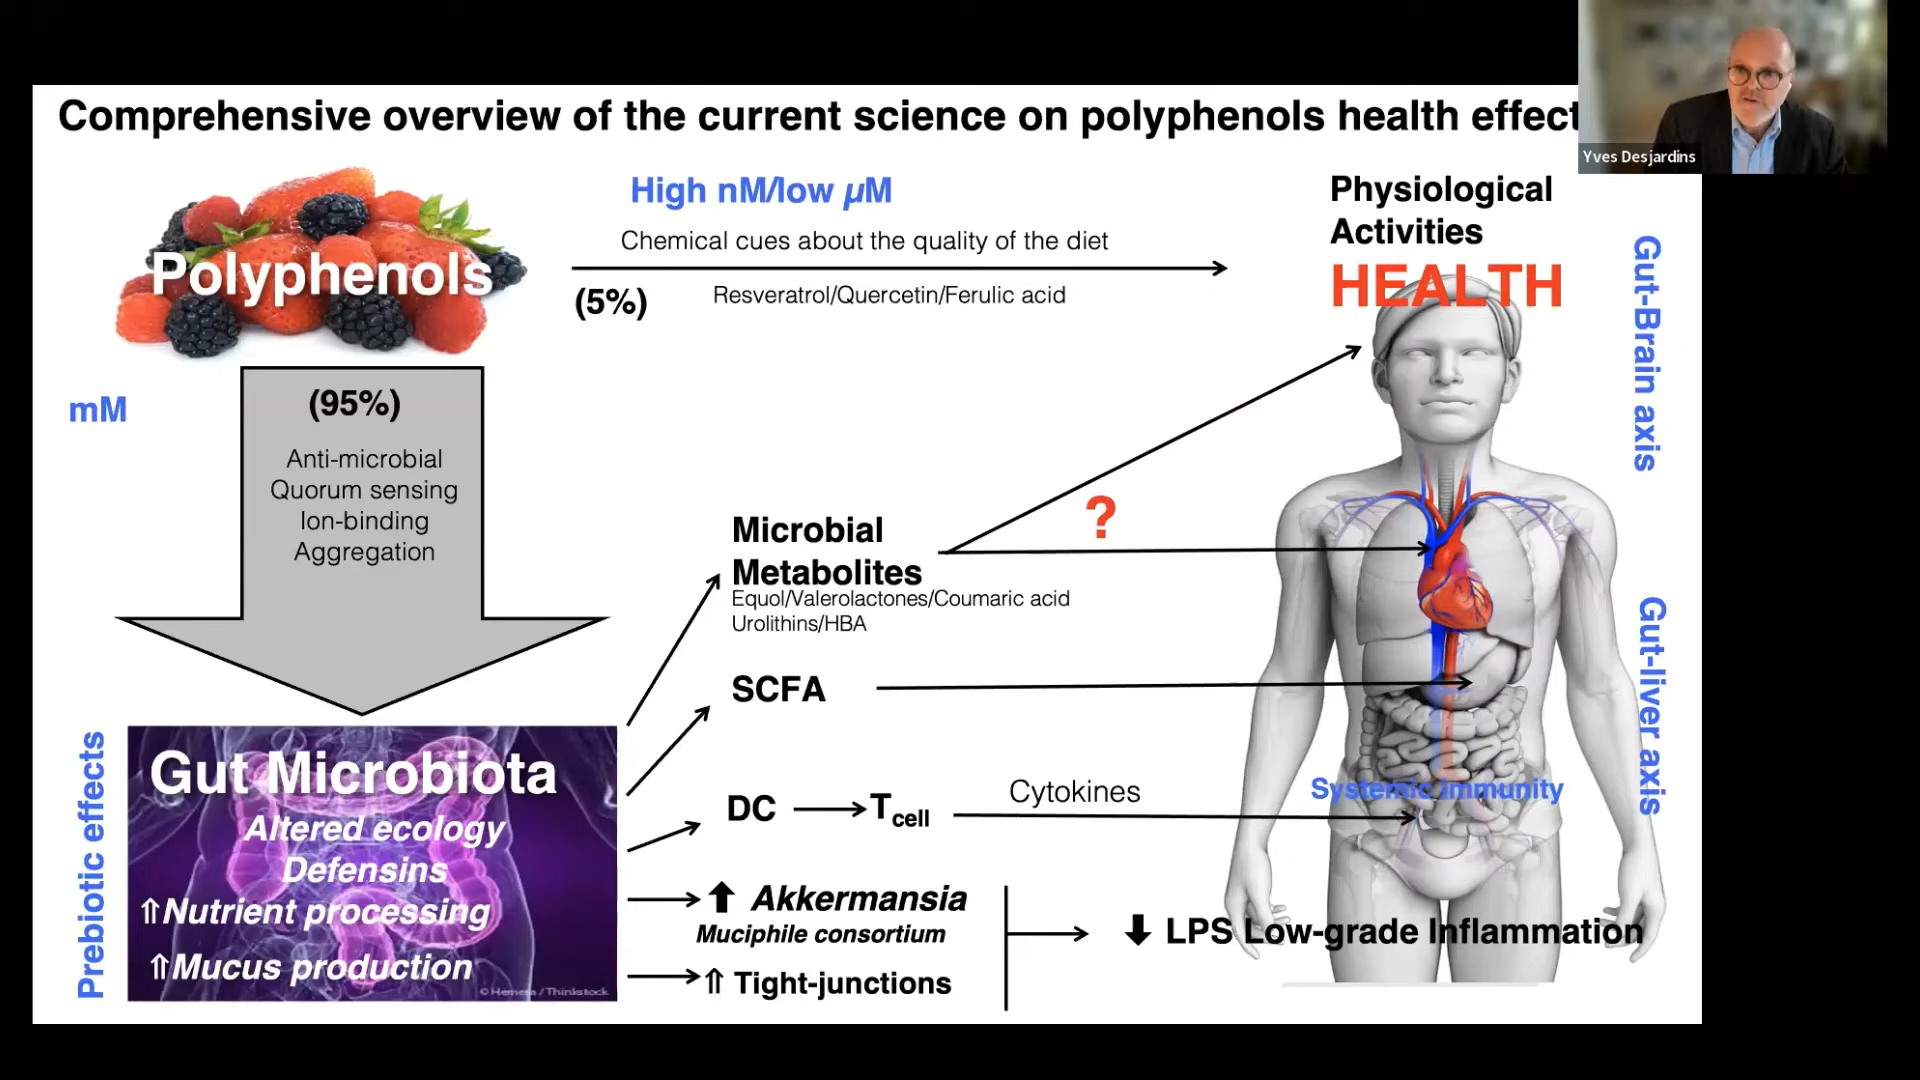 Comprehensive overview of the current science on polyphenols health effect
Yves Desjardins
Polyphenols
High nM/low µM
Chemical cues about the quality of the diet
(5%)
Resveratrol/Quercetin/Ferulic acid
Physiological
Activities
HEALTH
Gut-Brain axis
mM
(95%)
Anti-microbial
Quorum sensing
Ion-binding
Aggregation
?
Microbial
Metabolites
Equol/Valerolactones/Coumaric acid
Urolithins/HBA
SCFA
Gut-liver axis
DC
Tcell
Cytokines
Systemic immunity
Prebiotic effects
Gut Microbiota
Altered ecology
Defensins
⇑Nutrient processing
⇑Mucus production
© Hemera / Thinkstock
⬆ Akkermansia
Muciphile consortium
⇑ Tight-junctions
⬇ LPS Low-grade Inflammation